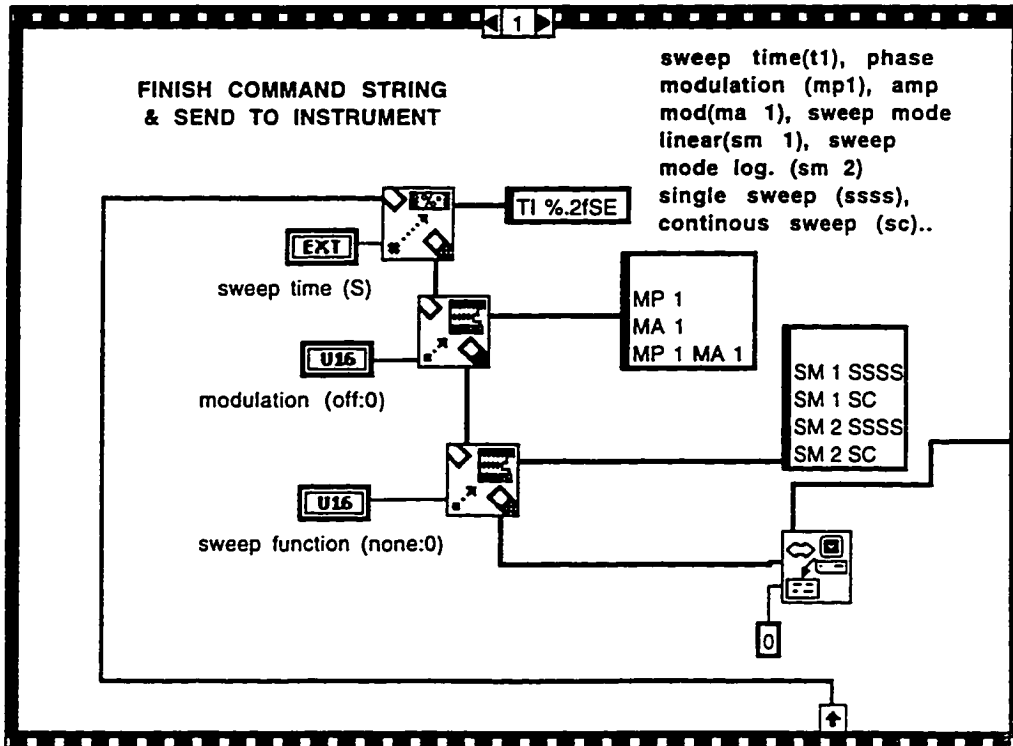 1
FINISH COMMAND STRING
& SEND TO INSTRUMENT
sweep time(t1), phase
modulation (mp1), amp
mod(ma 1), sweep mode
linear(sm 1), sweep
mode log. (sm 2)
single sweep (ssss),
continous sweep (sc)..
TI %.2fSE
EXT
sweep time (S)
MP 1
MA 1
MP 1 MA 1
U16
modulation (off:0)
SM 1 SSSS
SM 1 SC
SM 2 SSSS
SM 2 SC
U16
sweep function (none:0)
0